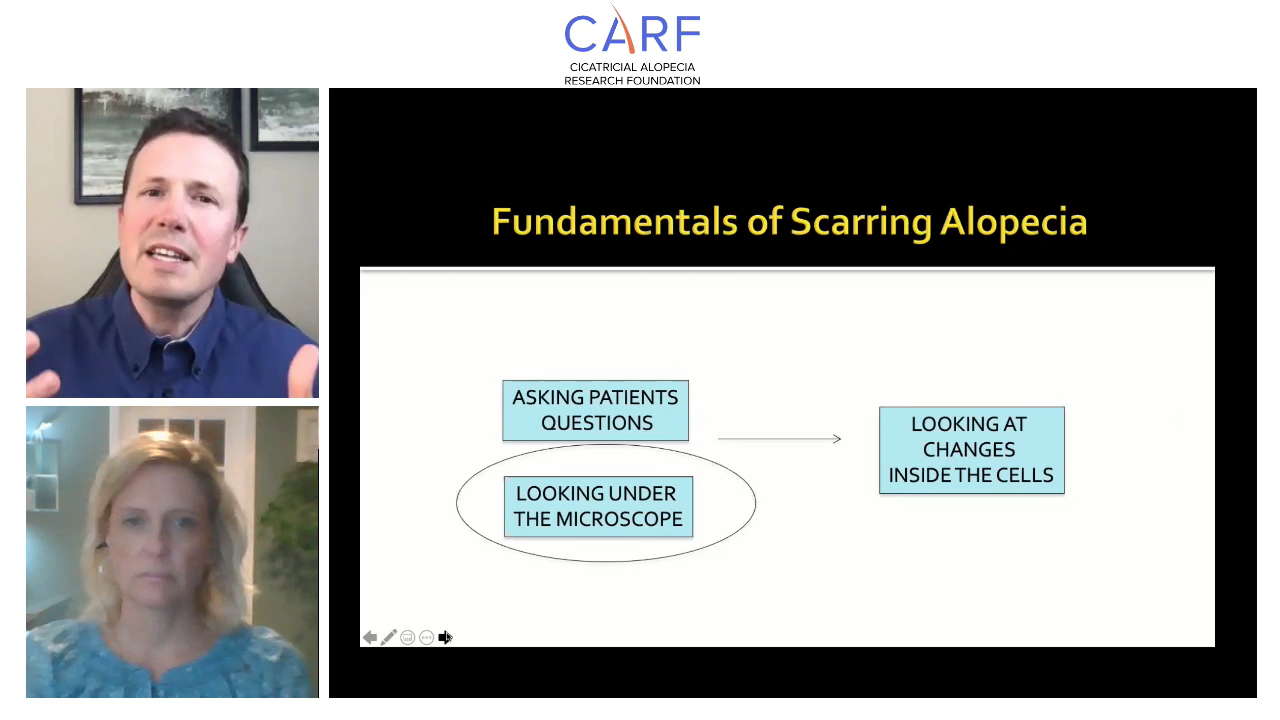 CARF
CICATRICIAL ALOPECIA
RESEARCH FOUNDATION
Fundamentals of Scarring Alopecia
ASKING PATIENTS
QUESTIONS
LOOKING UNDER
THE MICROSCOPE
LOOKING AT
CHANGES
INSIDE THE CELLS